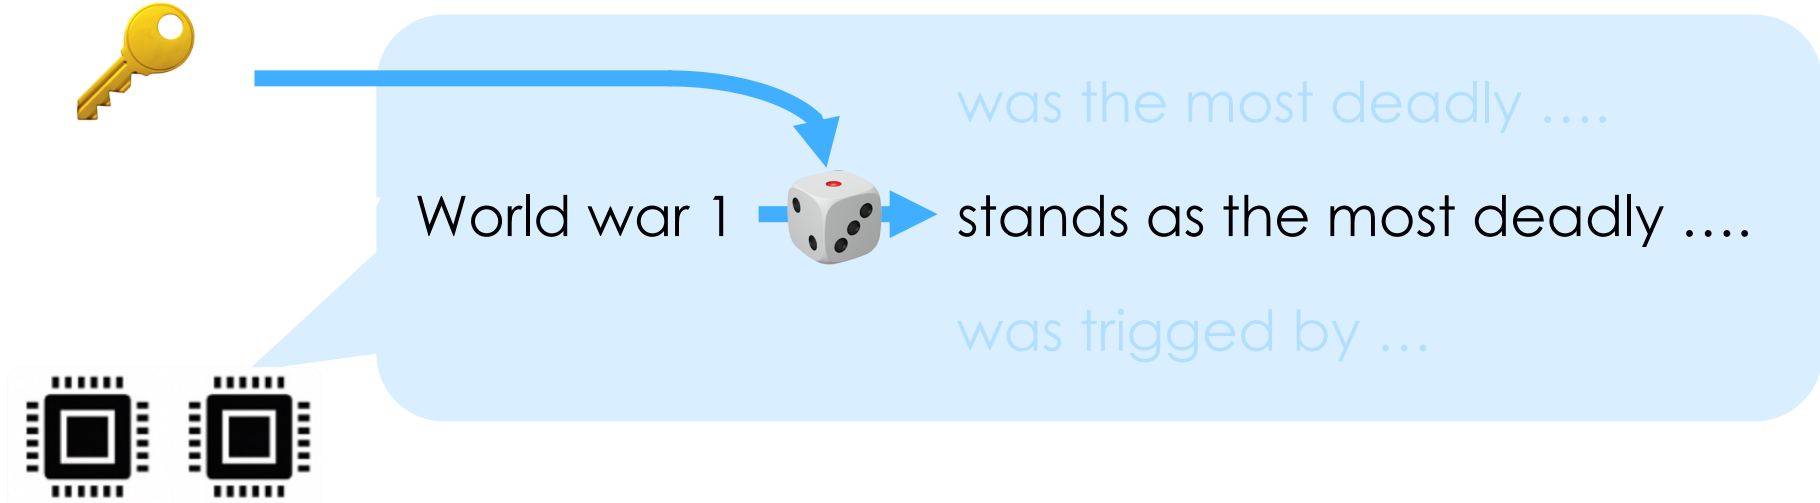 was the most deadly ....
World war 1 stands as the most deadly ....
was trigged by ...